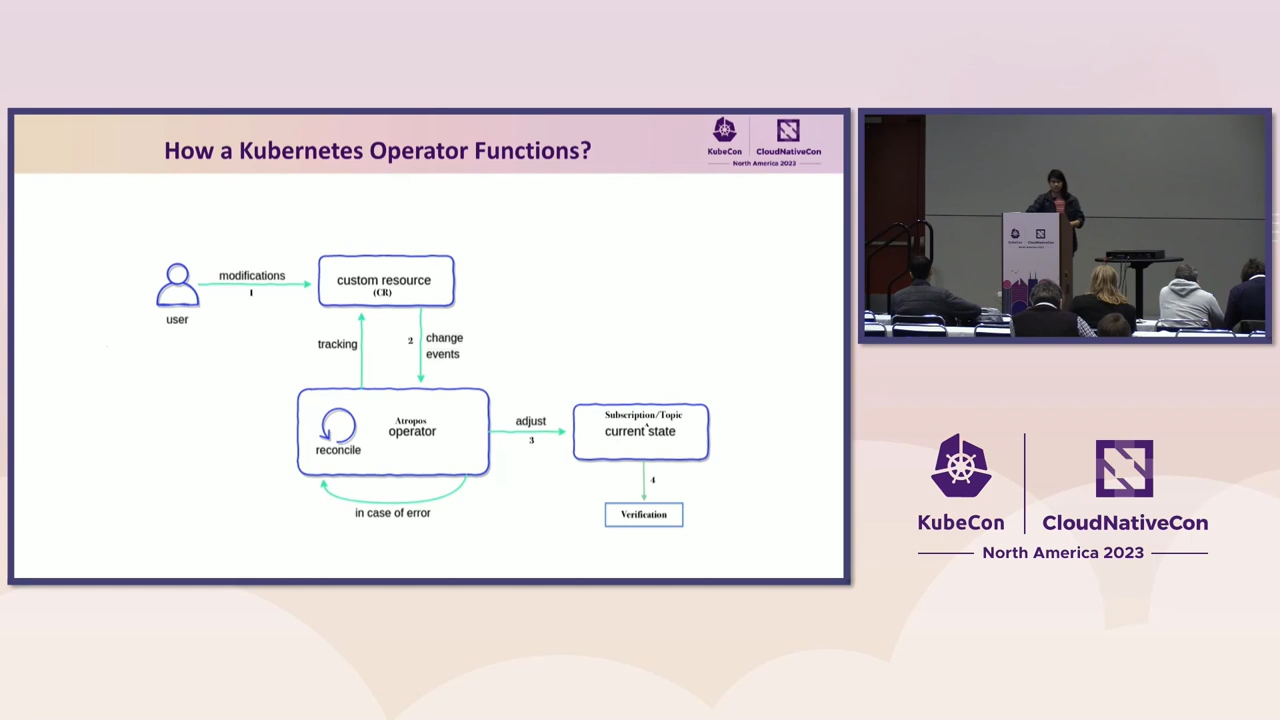 How a Kubernetes Operator Functions?
KubeCon
CloudNativeCon
North America 2023
modifications
1
user
custom resource
(CR)
tracking
2
change
events
Atropos
operator
reconcile
in case of error
adjust
3
Subscription/Topic
current state
4
Verification
KubeCon
CloudNativeCon
North America 2023